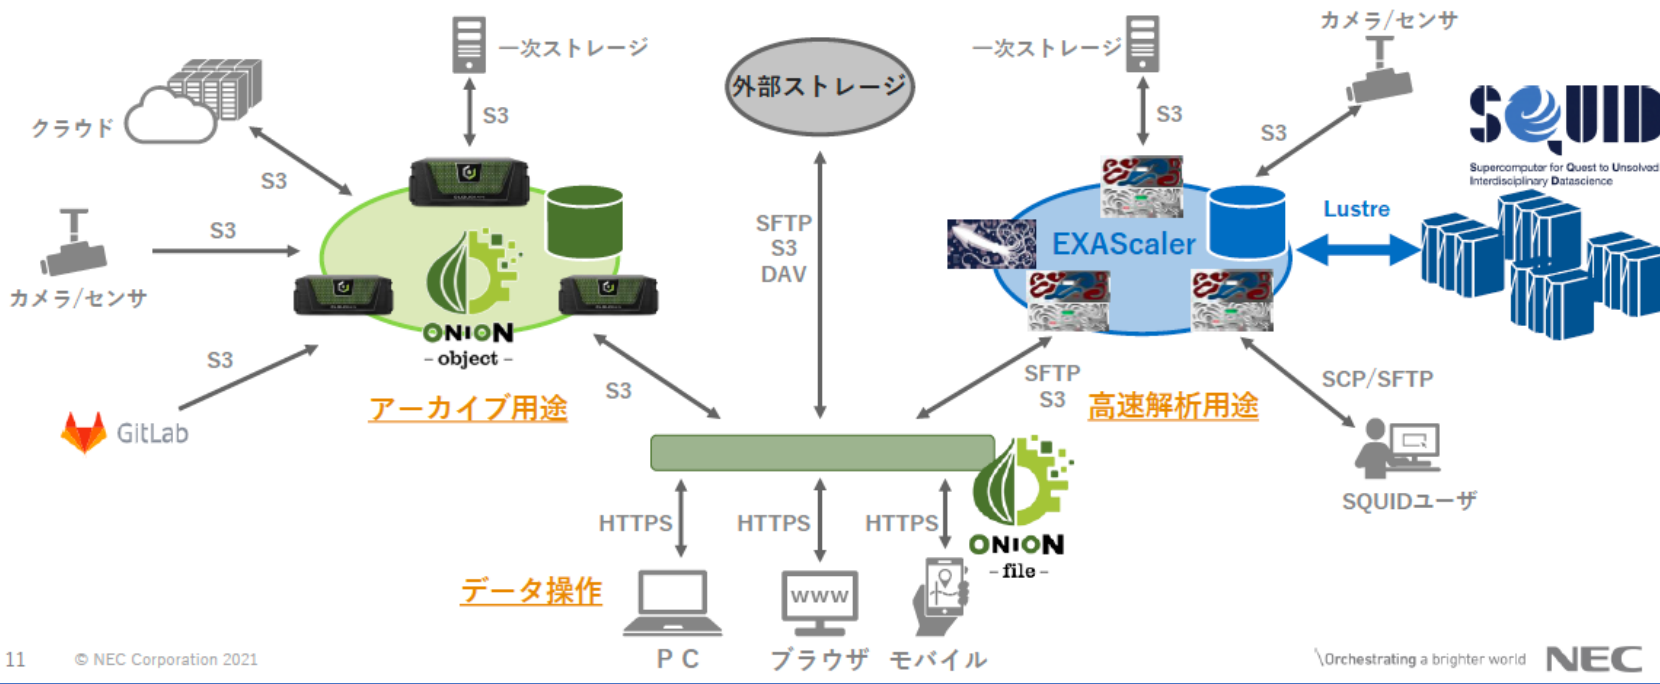 カメラ/センサ
一次ストレージ
一次ストレージ
外部ストレージ
クラウド
S3
S3
S3
S3
SQUID
Supercomputer for Quest to Unsolved
Interdisciplinary Datascience
Lustre
S3
SFTP
S3
DAV
EXAScaler
カメラ/センサ
ONION
- object -
S3
S3
SFTP
S3
SCP/SFTP
アーカイブ用途
高速解析用途
GitLab
SQUIDユーザ
HTTPS
HTTPS
HTTPS
ONION
- file -
データ操作
www
ＰＣ
ブラウザ
モバイル
11
© NEC Corporation 2021
\Orchestrating a brighter world
NEC